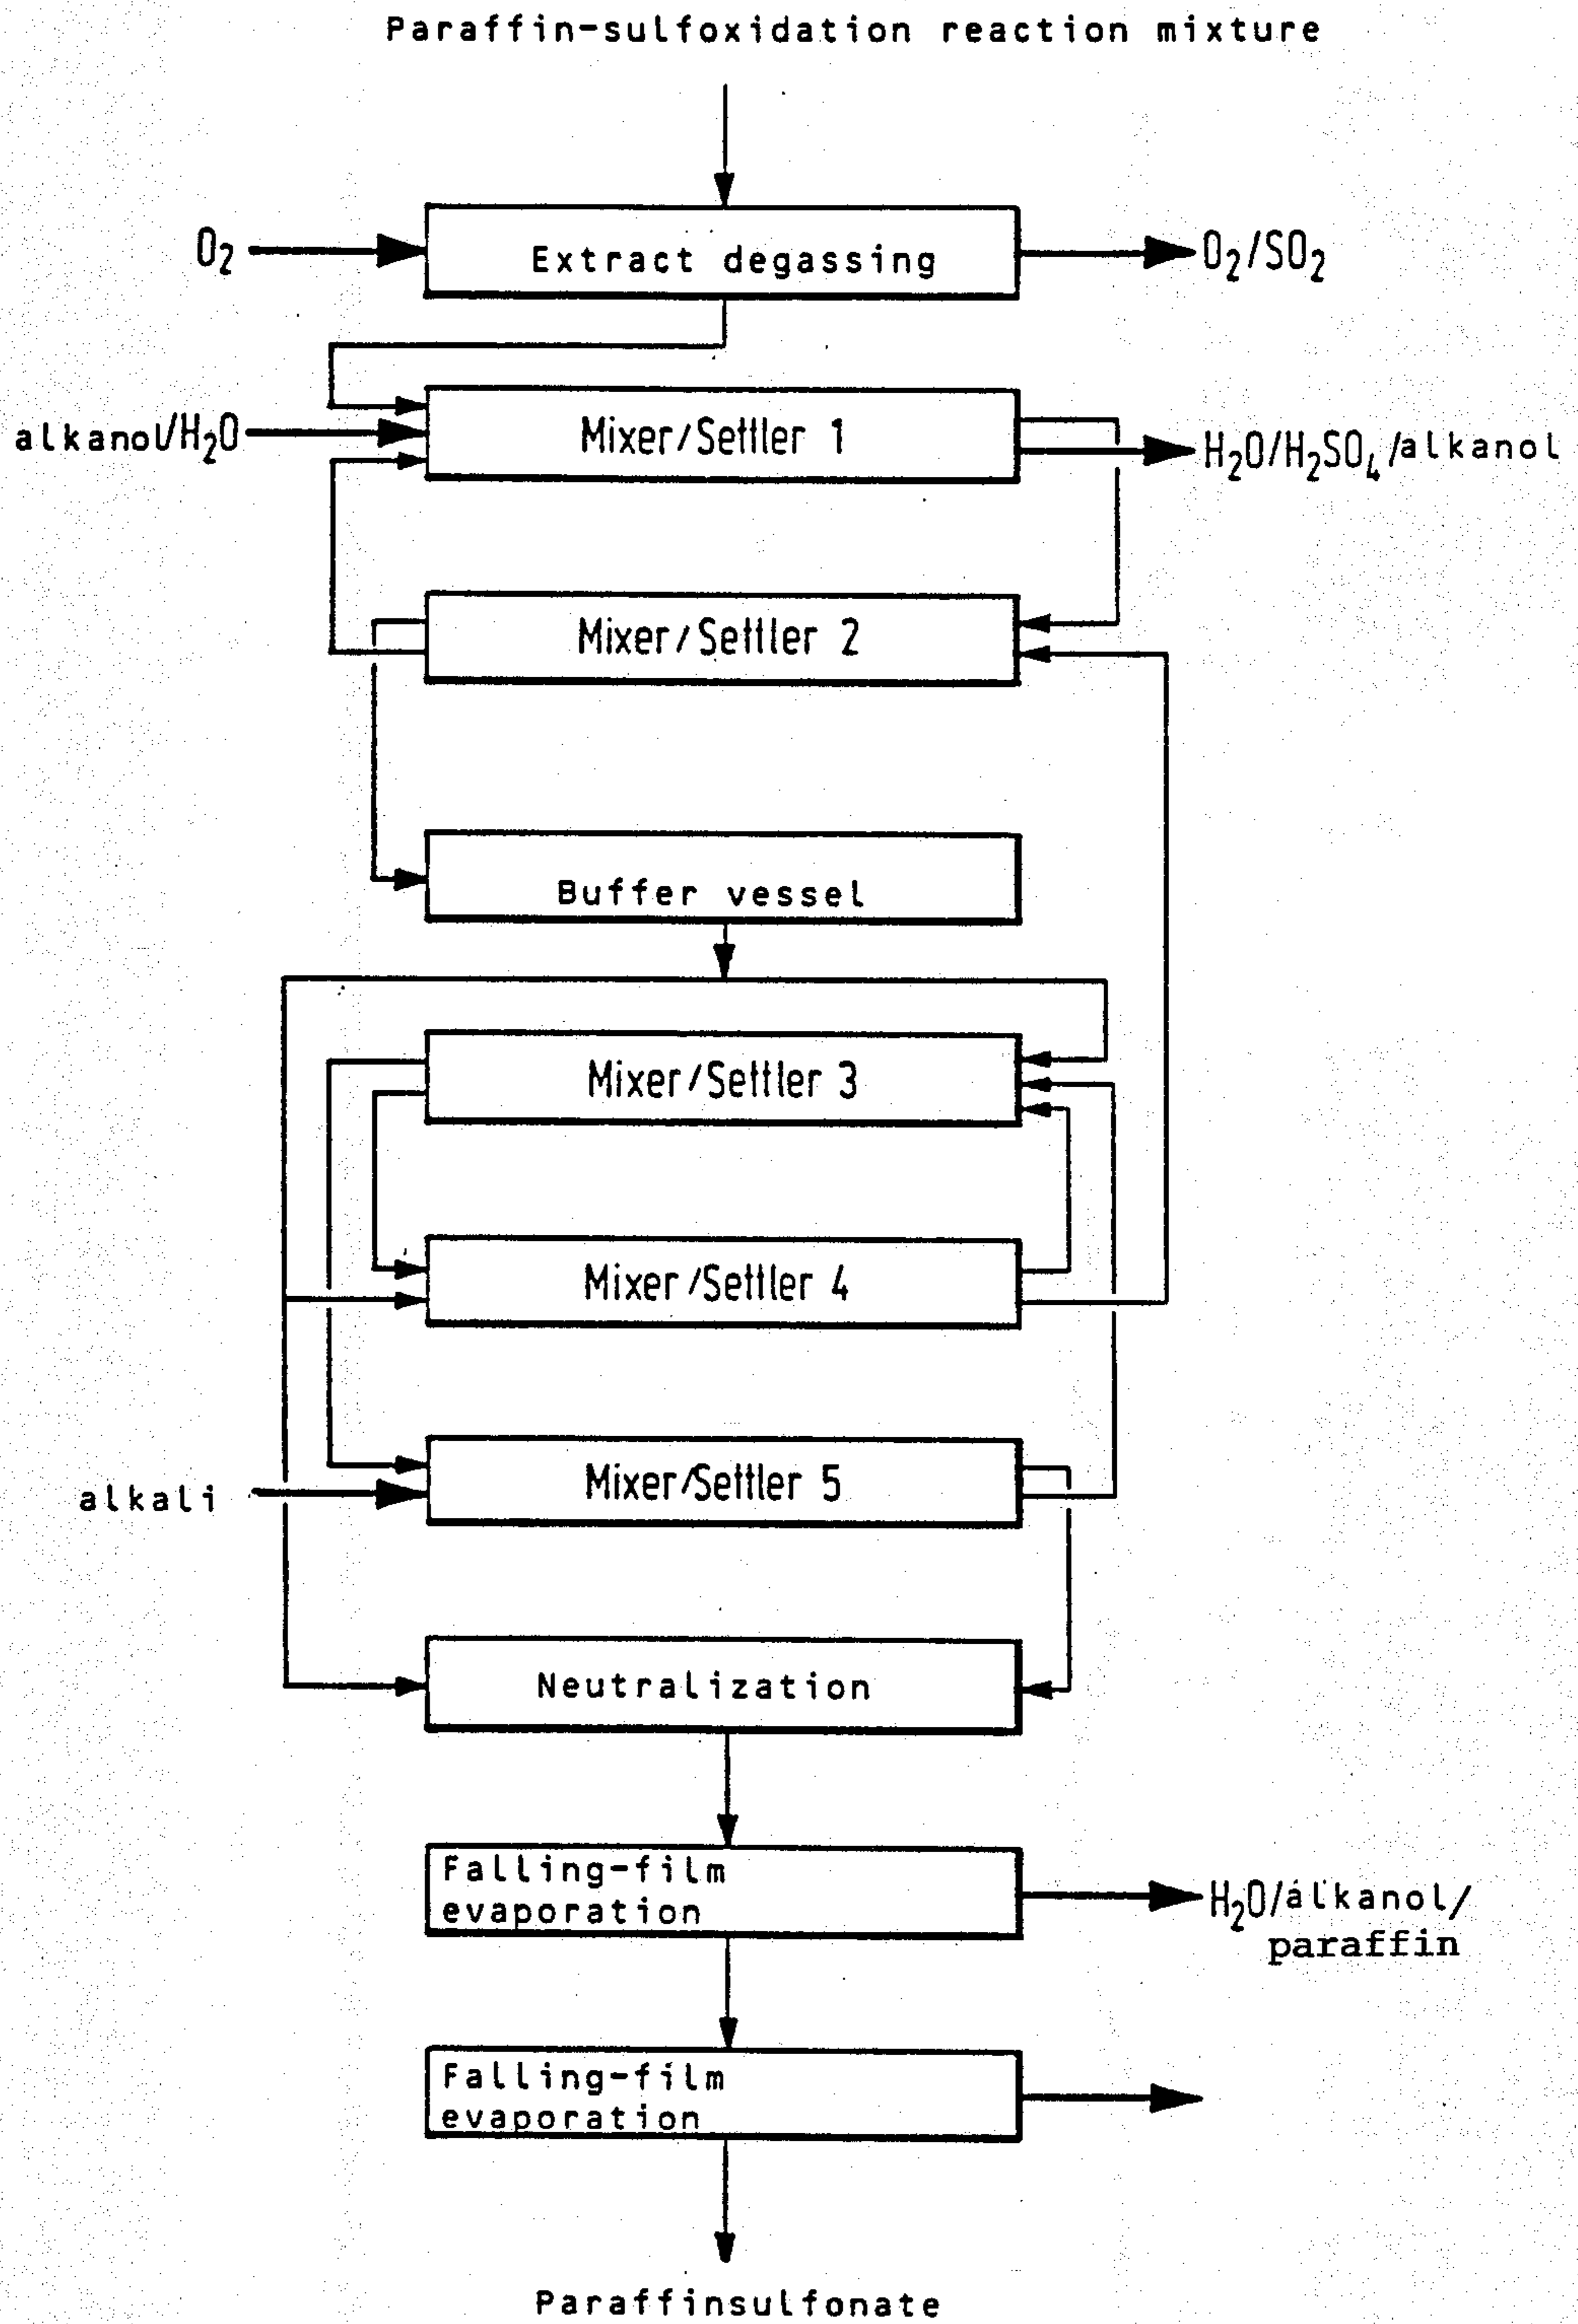 Paraffin-sulfoxidation reaction mixture
O₂
Extract degassing
O₂/SO₂
alkanol/H₂O
Mixer/Settler 1
H₂O/H₂SO₄/alkanol
Mixer/Settler 2
Buffer vessel
Mixer/Settler 3
Mixer/Settler 4
Mixer/Settler 5
alkali
Neutralization
Falling-film
evaporation
H₂O/alkanol/
paraffin
Falling-film
evaporation
Paraffinsulfonate